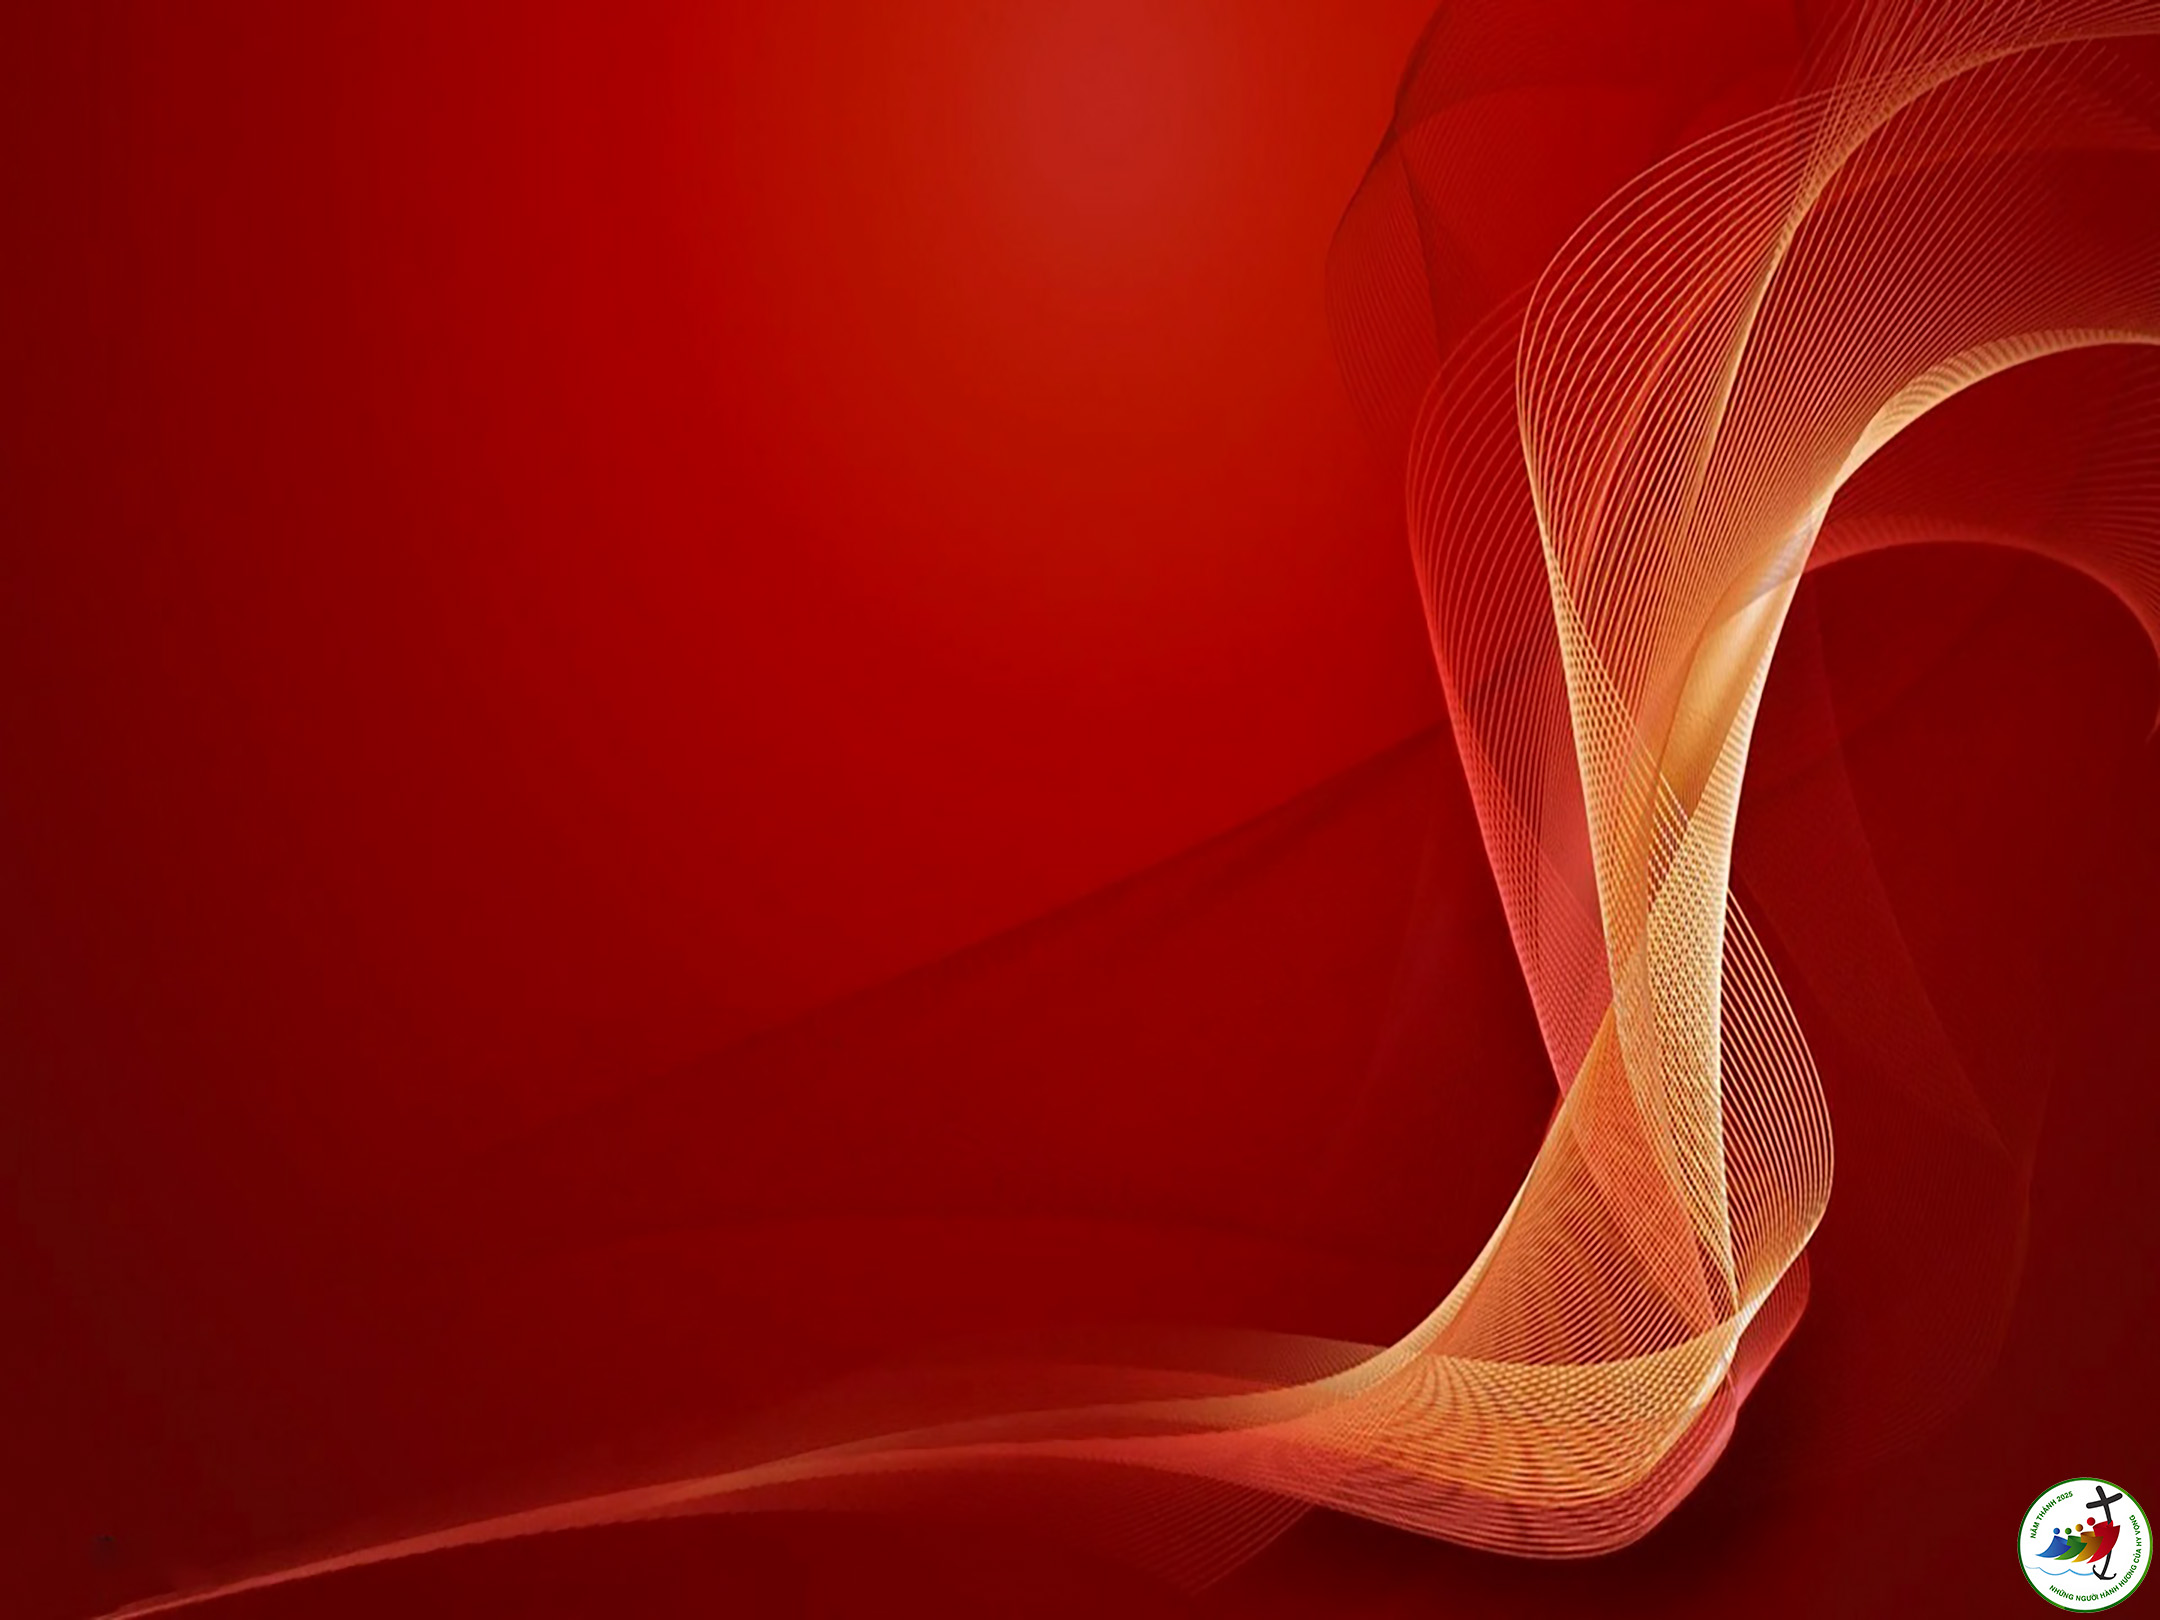 NĂM THÁNH 2025
NHỮNG NGƯỜI HÀNH HƯƠNG CỦA HY VỌNG